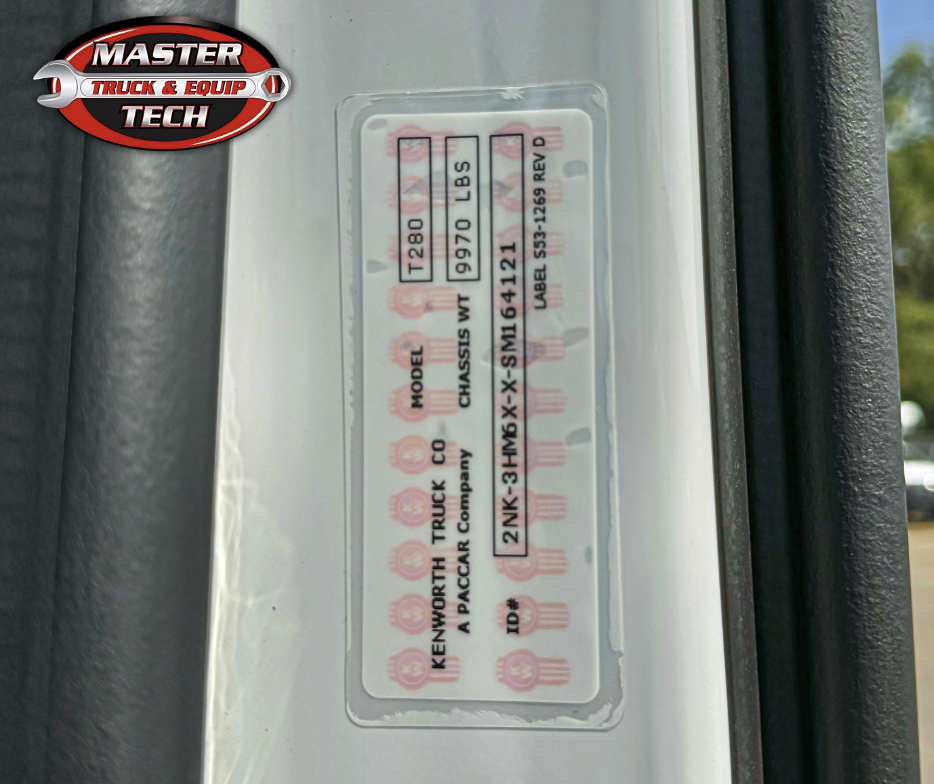 MASTER
TRUCK & EQUIP
TECH
MODEL T280
KENWORTH TRUCK CO
A PACCAR Company CHASSIS WT 9970 LBS
ID# 2NK-3HM6X-X-SM164121
LABEL S53-1269 REV D